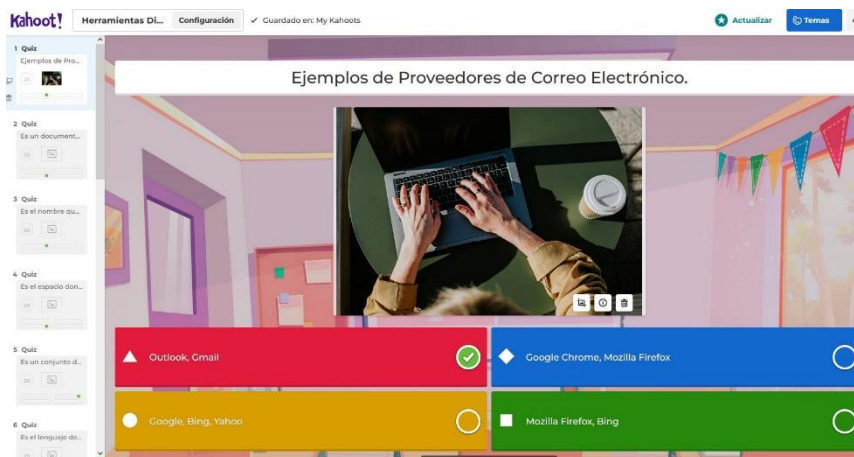 Kahoot!
Herramientas Di...
Configuración
✓ Guardado en: My Kahoots
Actualizar
Temas
1 Quiz
Ejemplos de Pro...
2 Quiz
Es un document...
3 Quiz
Es el nombre qu...
4 Quiz
Es el espacio don...
5 Quiz
Es un conjunto d...
6 Quiz
Es el lenguaje de...
Ejemplos de Proveedores de Correo Electrónico.
Outlook, Gmail
Google Chrome, Mozilla Firefox
Google, Bing, Yahoo
Mozilla Firefox, Bing